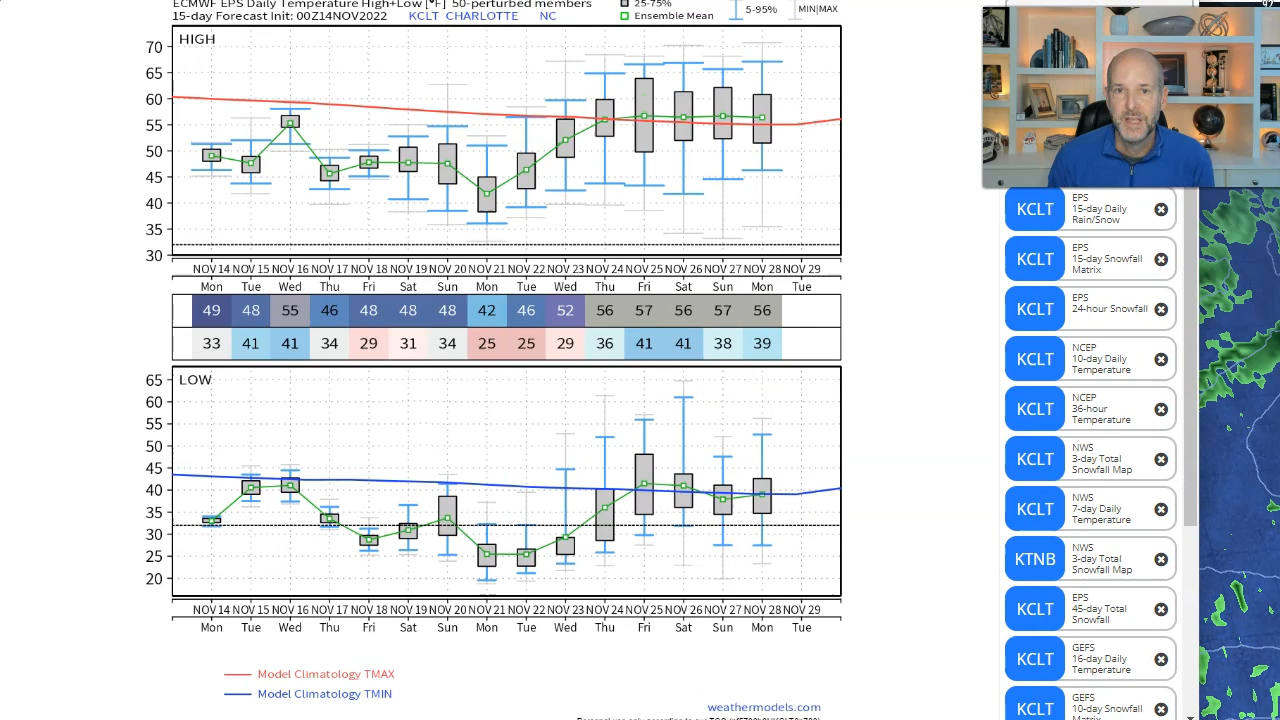 ECMWF EPS Daily Temperature High+Low [°F] 50-perturbed members
15-day Forecast Init: 00Z14NOV2022 KCLT CHARLOTTE NC
25-75%
Ensemble Mean
5-95%
MIN|MAX
HIGH
70
65
60
55
50
45
40
35
30
NOV 14 NOV 15 NOV 16 NOV 17 NOV 18 NOV 19 NOV 20 NOV 21 NOV 22 NOV 23 NOV 24 NOV 25 NOV 26 NOV 27 NOV 28 NOV 29
Mon Tue Wed Thu Fri Sat Sun Mon Tue Wed Thu Fri Sat Sun Mon Tue
49 48 55 46 48 48 48 42 46 52 56 57 56 57 56
33 41 41 34 29 31 34 25 25 29 36 41 41 38 39
LOW
65
60
55
50
45
40
35
30
25
20
NOV 14 NOV 15 NOV 16 NOV 17 NOV 18 NOV 19 NOV 20 NOV 21 NOV 22 NOV 23 NOV 24 NOV 25 NOV 26 NOV 27 NOV 28 NOV 29
Mon Tue Wed Thu Fri Sat Sun Mon Tue Wed Thu Fri Sat Sun Mon Tue
Model Climatology TMAX
Model Climatology TMIN
weathermodels.com
KCLT
EPS
15-day Daily
Rain/Snow
KCLT
EPS
15-day Snowfall
Matrix
KCLT
EPS
24-hour Snowfall
KCLT
NCEP
10-day Daily
Temperature
KCLT
NCEP
36-hour
Temperature
KCLT
NWS
3-day Total
Snowfall Map
KCLT
NWS
7-day Daily
Temperature
KTNB
NWS
3-day Total
Snowfall Map
KCLT
EPS
45-day Total
Snowfall
KCLT
GEFS
16-day Daily
Temperature
KCLT
GEFS
10-day Snowfall
Matrix